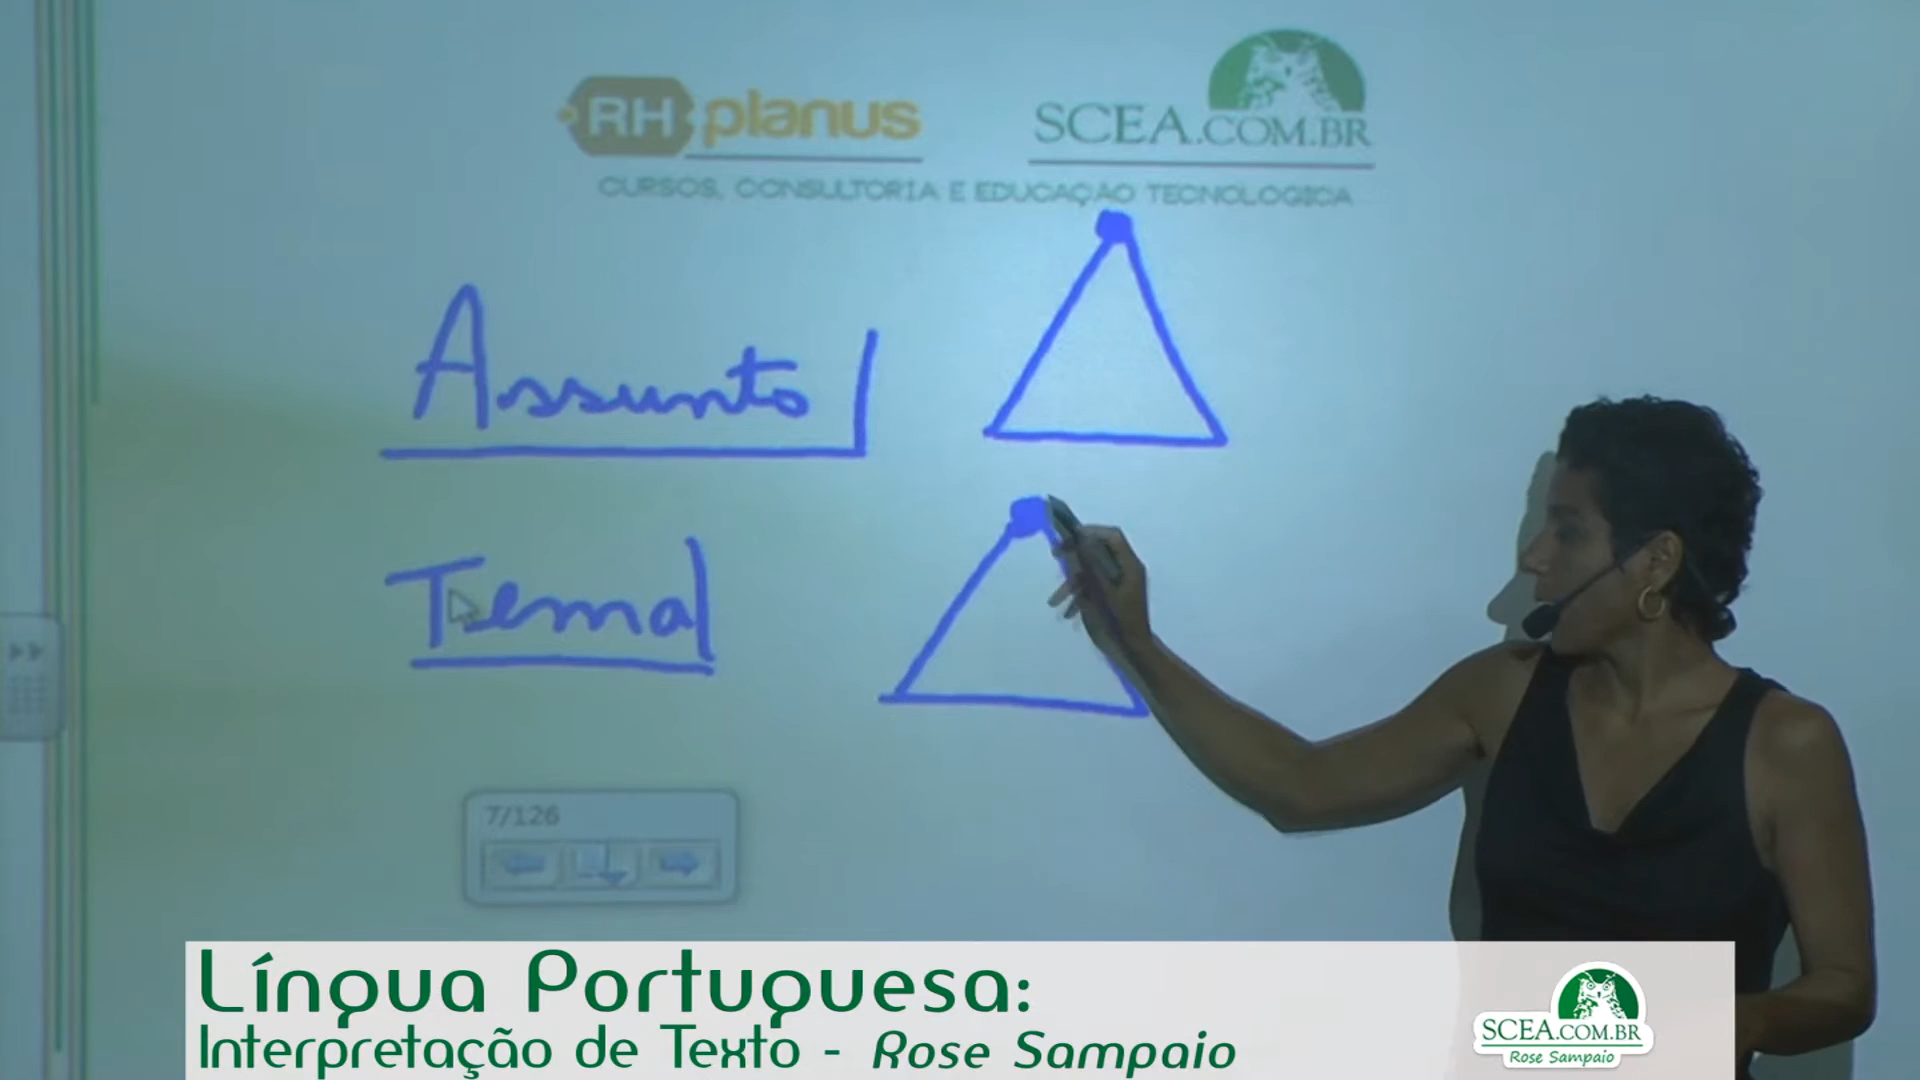 RH planus
SCEA.COM.BR
CURSOS, CONSULTORIA E EDUCAÇÃO TECNOLOGICA
Assunto
Tema
7/126
Língua Portuguesa:
Interpretação de Texto - Rose Sampaio
SCEA.COM.BR
Rose Sampaio